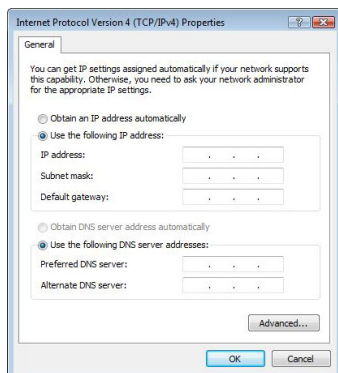 Internet Protocol Version 4 (TCP/IPv4) Properties
General
You can get IP settings assigned automatically if your network supports
this capability. Otherwise, you need to ask your network administrator
for the appropriate IP settings.
Obtain an IP address automatically
Use the following IP address:
IP address:
. . .
Subnet mask:
. . .
Default gateway:
. . .
Obtain DNS server address automatically
Use the following DNS server addresses:
Preferred DNS server:
. . .
Alternate DNS server:
. . .
Advanced...
OK
Cancel